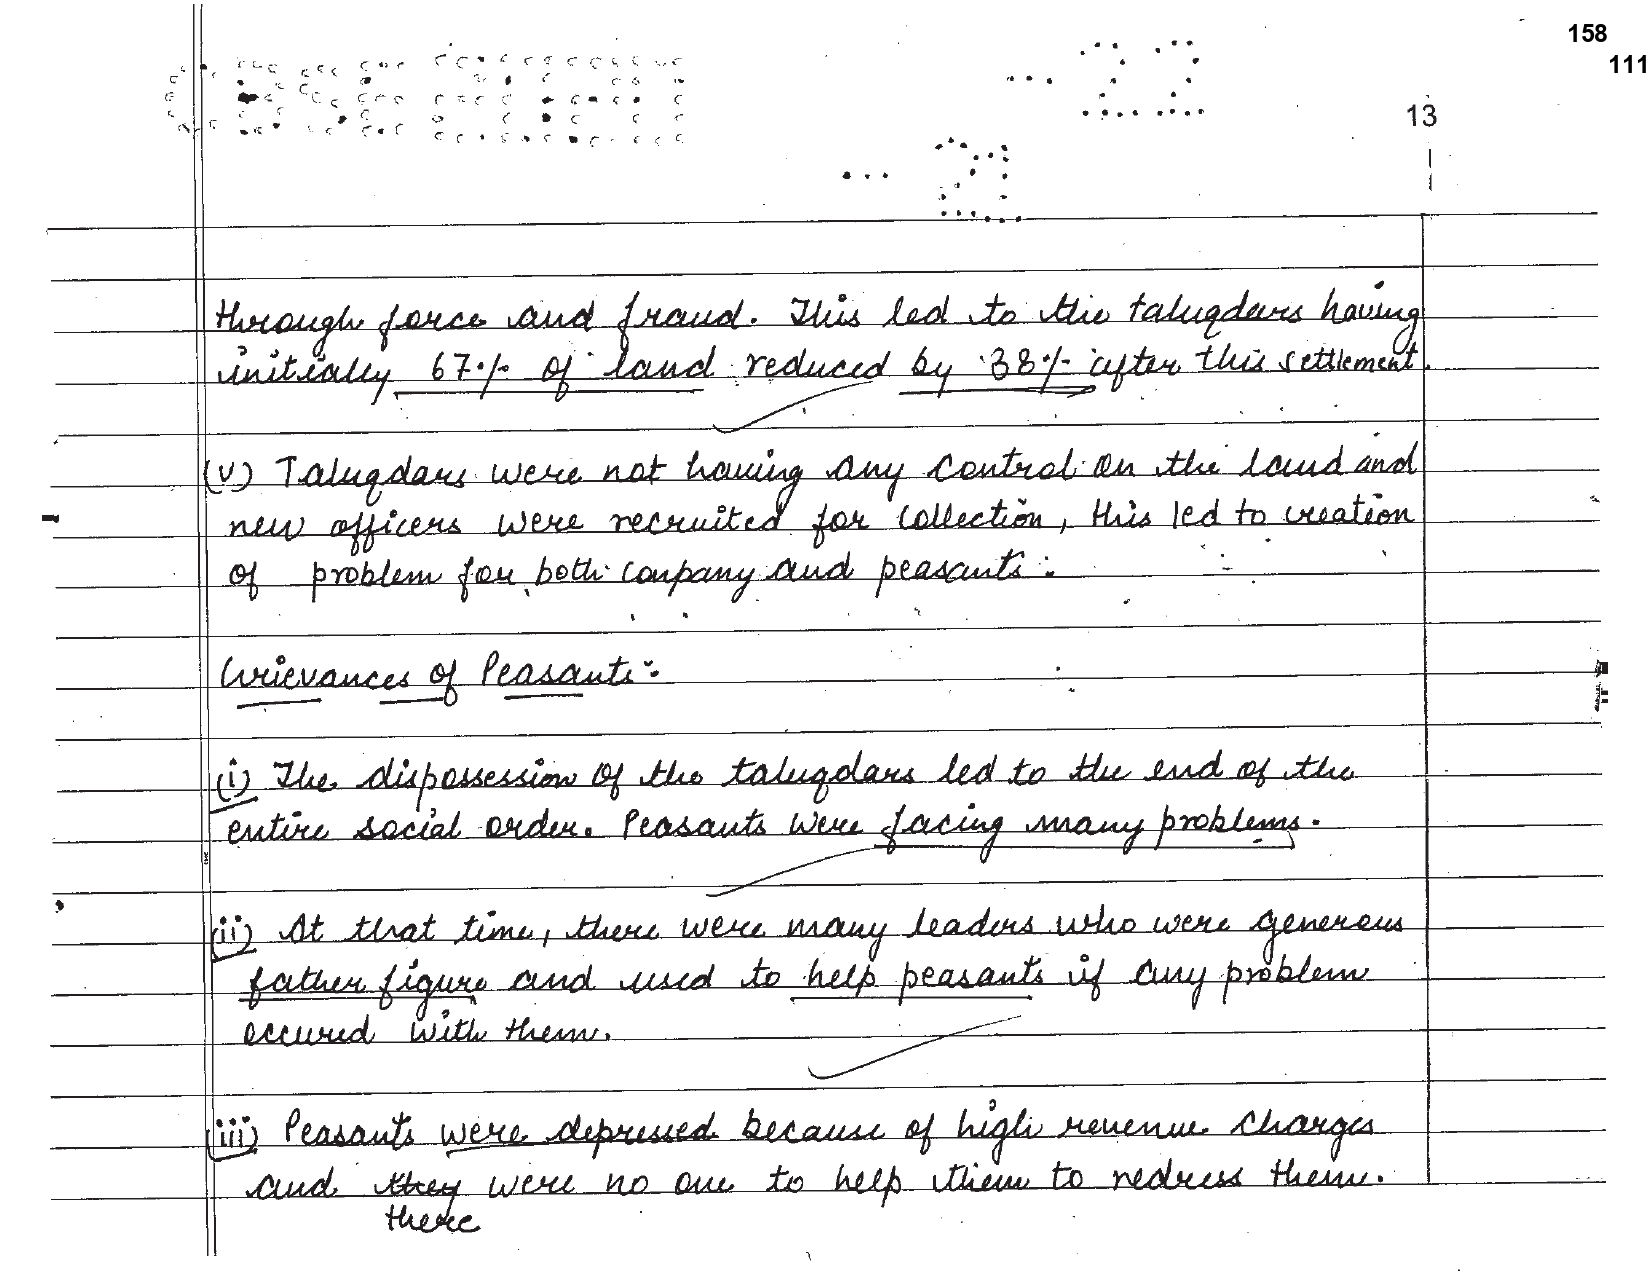 158
111
-- 22
13
-- 21
through force and fraud. This led to the taluqdars having
initially 67% of land reduced by 38% after this settlement.
(v) Taluqdars were not having any control on the land and
new officers were recruited for collection, this led to creation
of problem for both conpany and peasants.
Grievances of Peasants:-
(i) The dispossession of the taluqdars led to the end of the
entire social order. Peasants were facing many problems.
(ii) At that time, there were many leaders who were generous
father figure and used to help peasants if any problem
occured with them.
(iii) Peasants were depressed because of high revenue charges
and they were no one to help them to redress them.
there